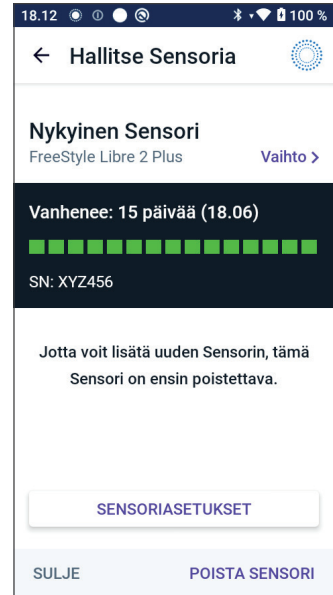 18.12 100 %
Hallitse Sensoria
Nykyinen Sensori
FreeStyle Libre 2 Plus Vaihto >
Vanhenee: 15 päivää (18.06)
SN: XYZ456
Jotta voit lisätä uuden Sensorin, tämä
Sensori on ensin poistettava.
SENSORIASETUKSET
SULJE POISTA SENSORI